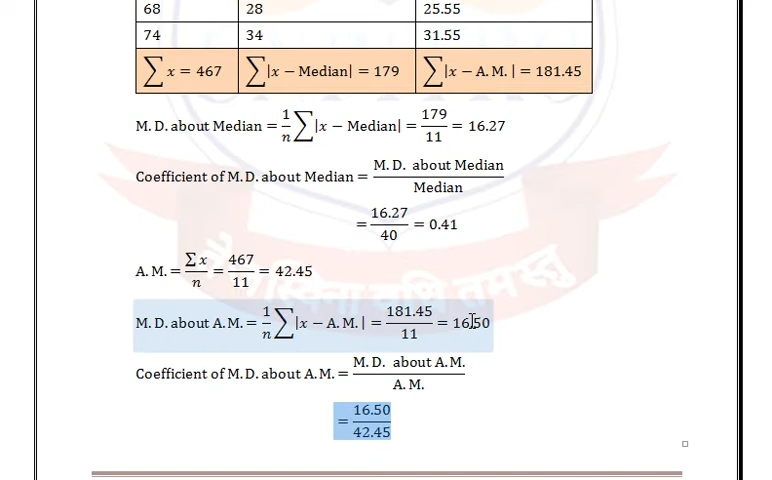 68 28 25.55
74 34 31.55
∑x = 467 ∑|x − Median| = 179 ∑|x − A. M. | = 181.45
M. D. about Median = 1/n ∑|x − Median| = 179/11 = 16.27
Coefficient of M. D. about Median = M. D. about Median/Median
= 16.27/40 = 0.41
A. M. = Σx/n = 467/11 = 42.45
M. D. about A. M. = 1/n ∑|x − A. M. | = 181.45/11 = 16.50
Coefficient of M. D. about A. M. = M. D. about A. M./A. M.
= 16.50/42.45